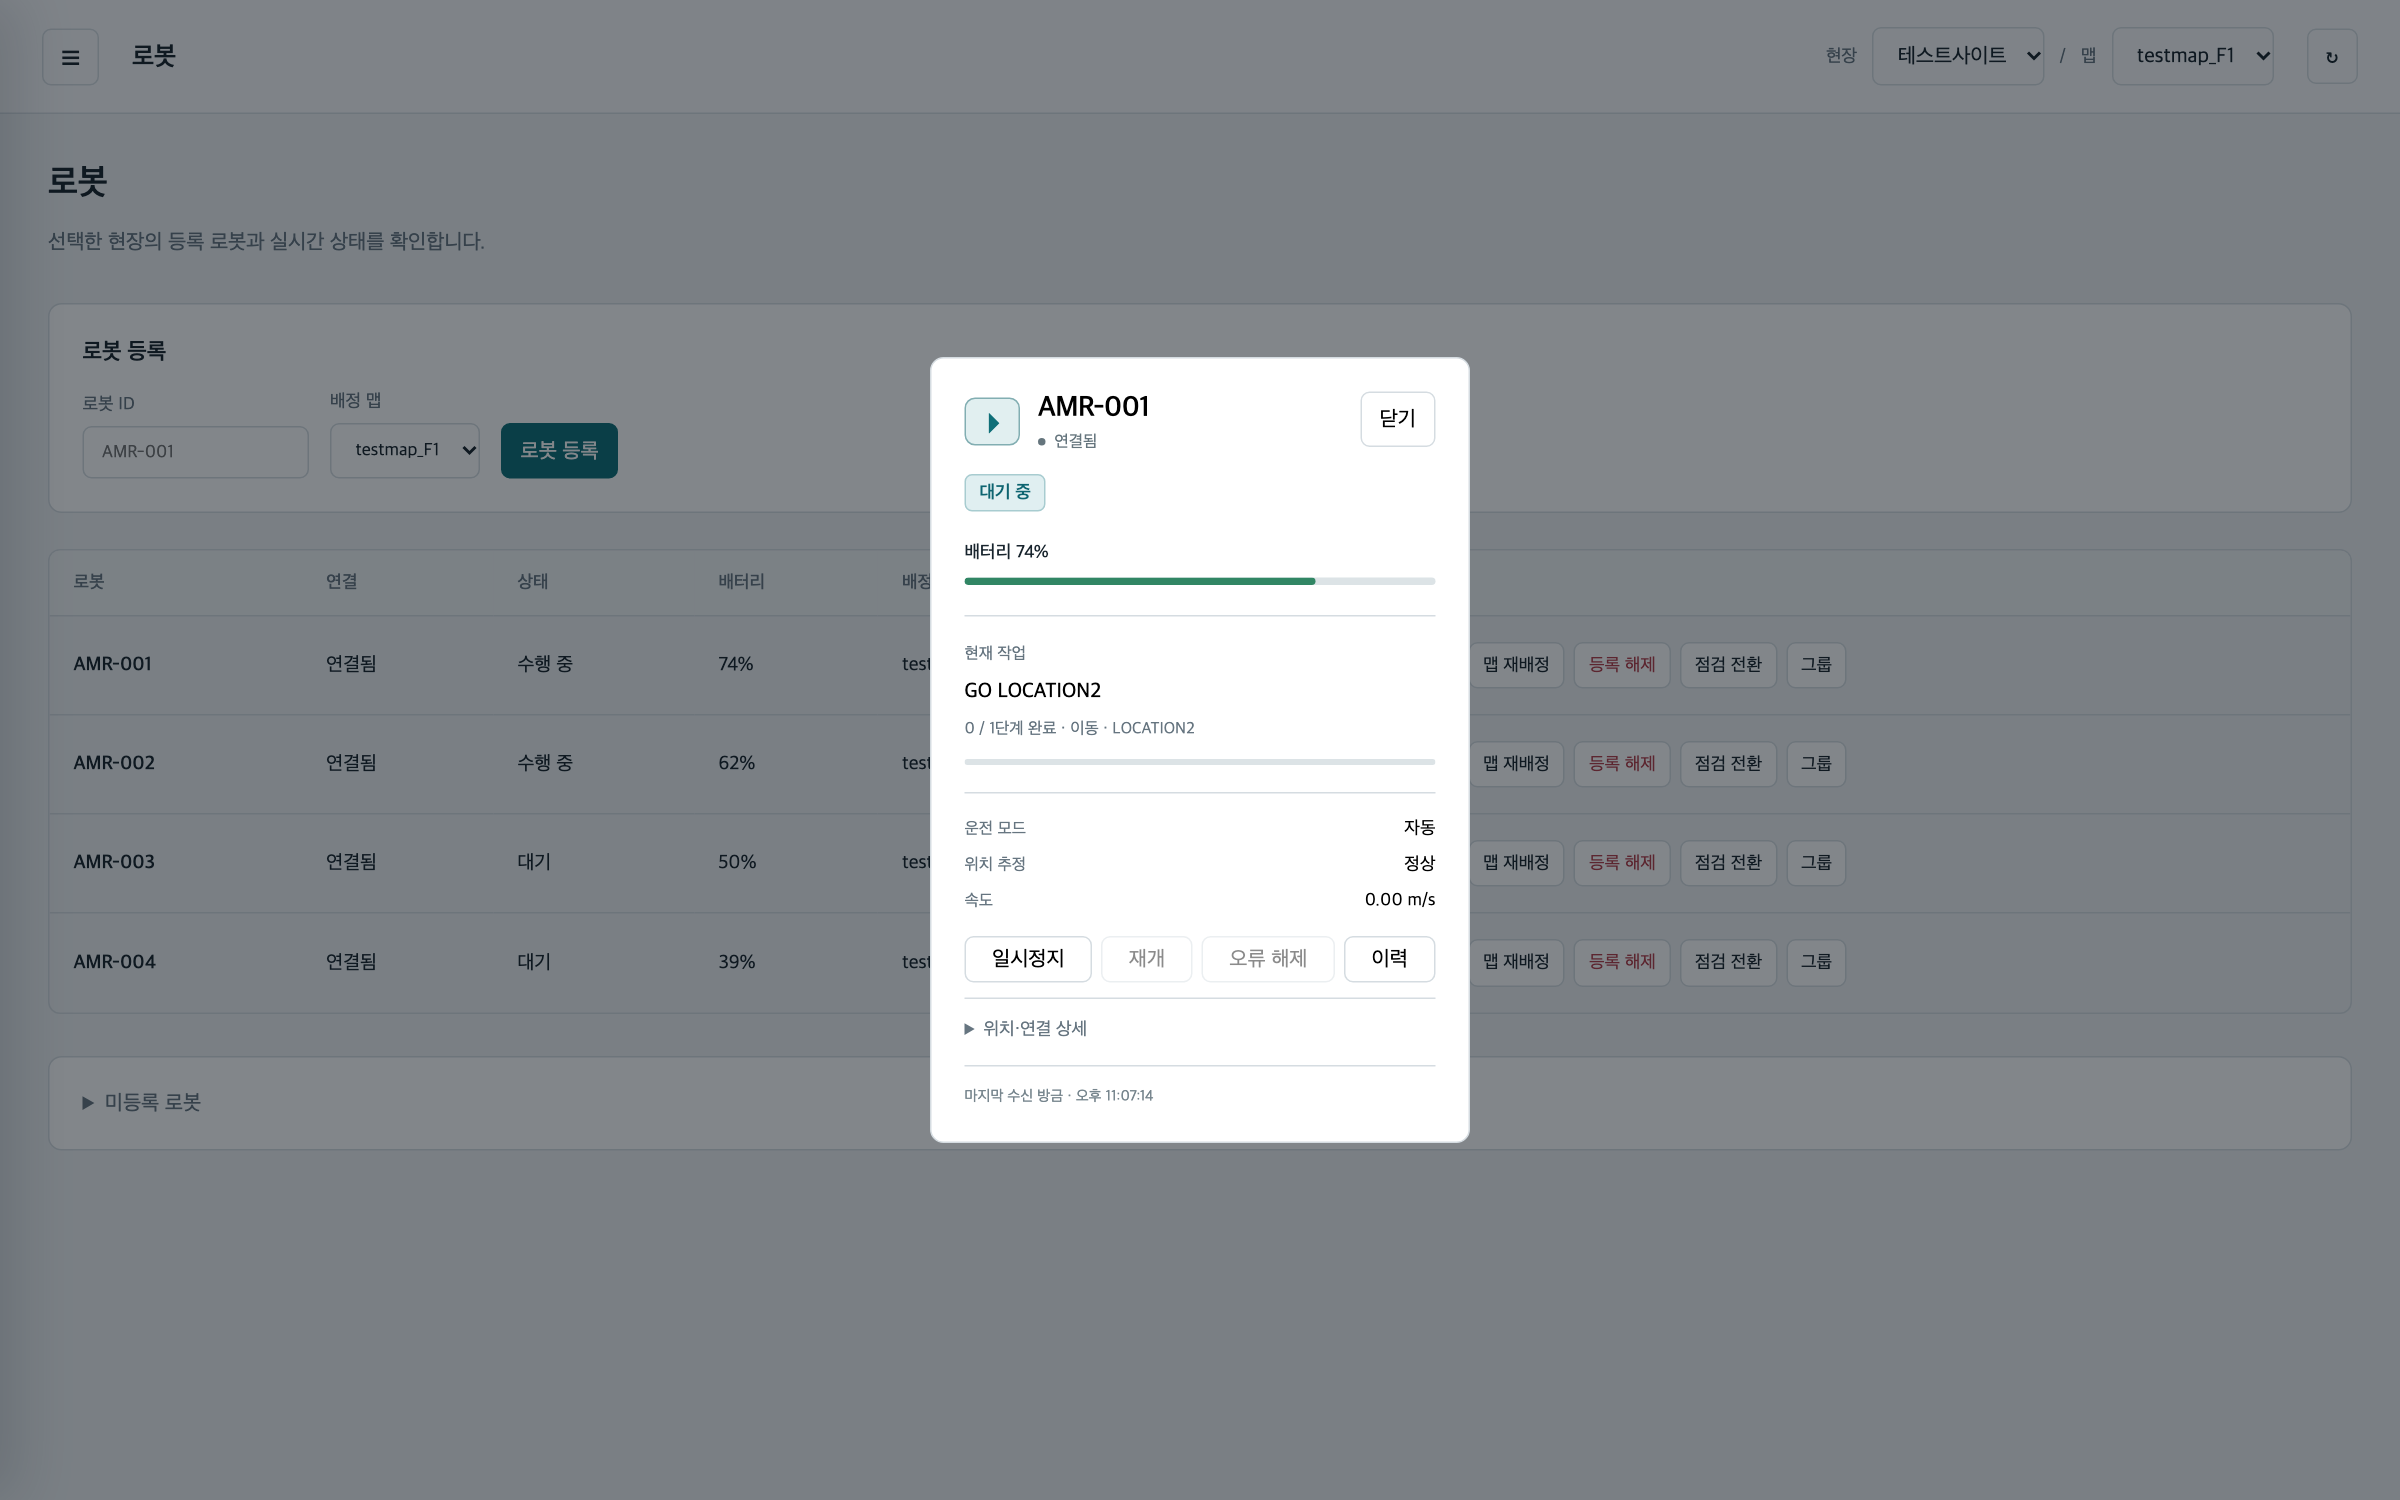 ☰ 로봇 현장 테스트사이트 / 맵 testmap_F1 ↻
로봇
선택한 현장의 등록 로봇과 실시간 상태를 확인합니다.
로봇 등록
로봇 ID
배정 맵
AMR-001 testmap_F1 로봇 등록
로봇 연결 상태 배터리 배정
AMR-001 연결됨 수행 중 74% test 맵 재배정 등록 해제 점검 전환 그룹
AMR-002 연결됨 수행 중 62% test 맵 재배정 등록 해제 점검 전환 그룹
AMR-003 연결됨 대기 50% test 맵 재배정 등록 해제 점검 전환 그룹
AMR-004 연결됨 대기 39% test 맵 재배정 등록 해제 점검 전환 그룹
▶ 미등록 로봇
AMR-001
연결됨
닫기
대기 중
배터리 74%
현재 작업
GO LOCATION2
0 / 1단계 완료 · 이동 · LOCATION2
운전 모드 자동
위치 추정 정상
속도 0.00 m/s
일시정지 재개 오류 해제 이력
▶ 위치·연결 상세
마지막 수신 방금 · 오후 11:07:14